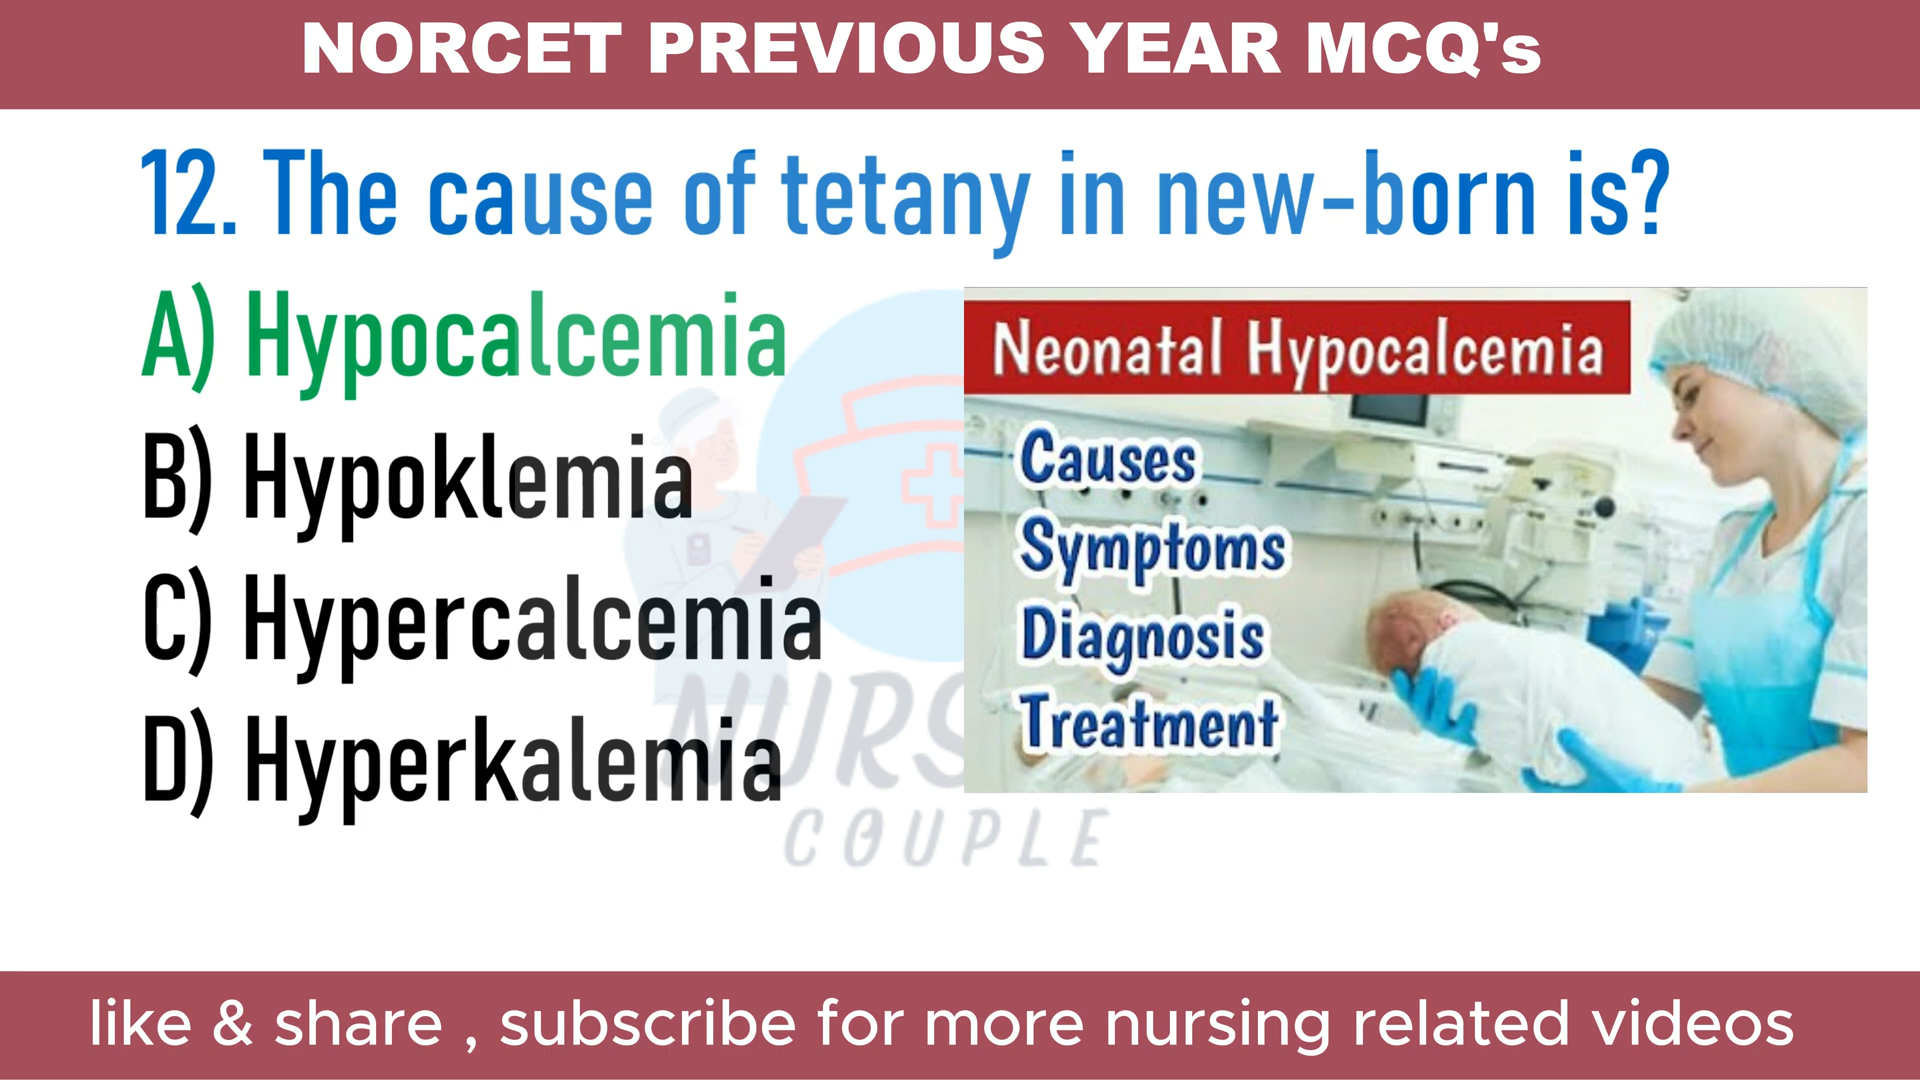 NORCET PREVIOUS YEAR MCQ's
12. The cause of tetany in new-born is?
A) Hypocalcemia
B) Hypoklemia
C) Hypercalcemia
D) Hyperkalemia
Neonatal Hypocalcemia
Causes
Symptoms
Diagnosis
Treatment
NURS
COUPLE
like & share , subscribe for more nursing related videos